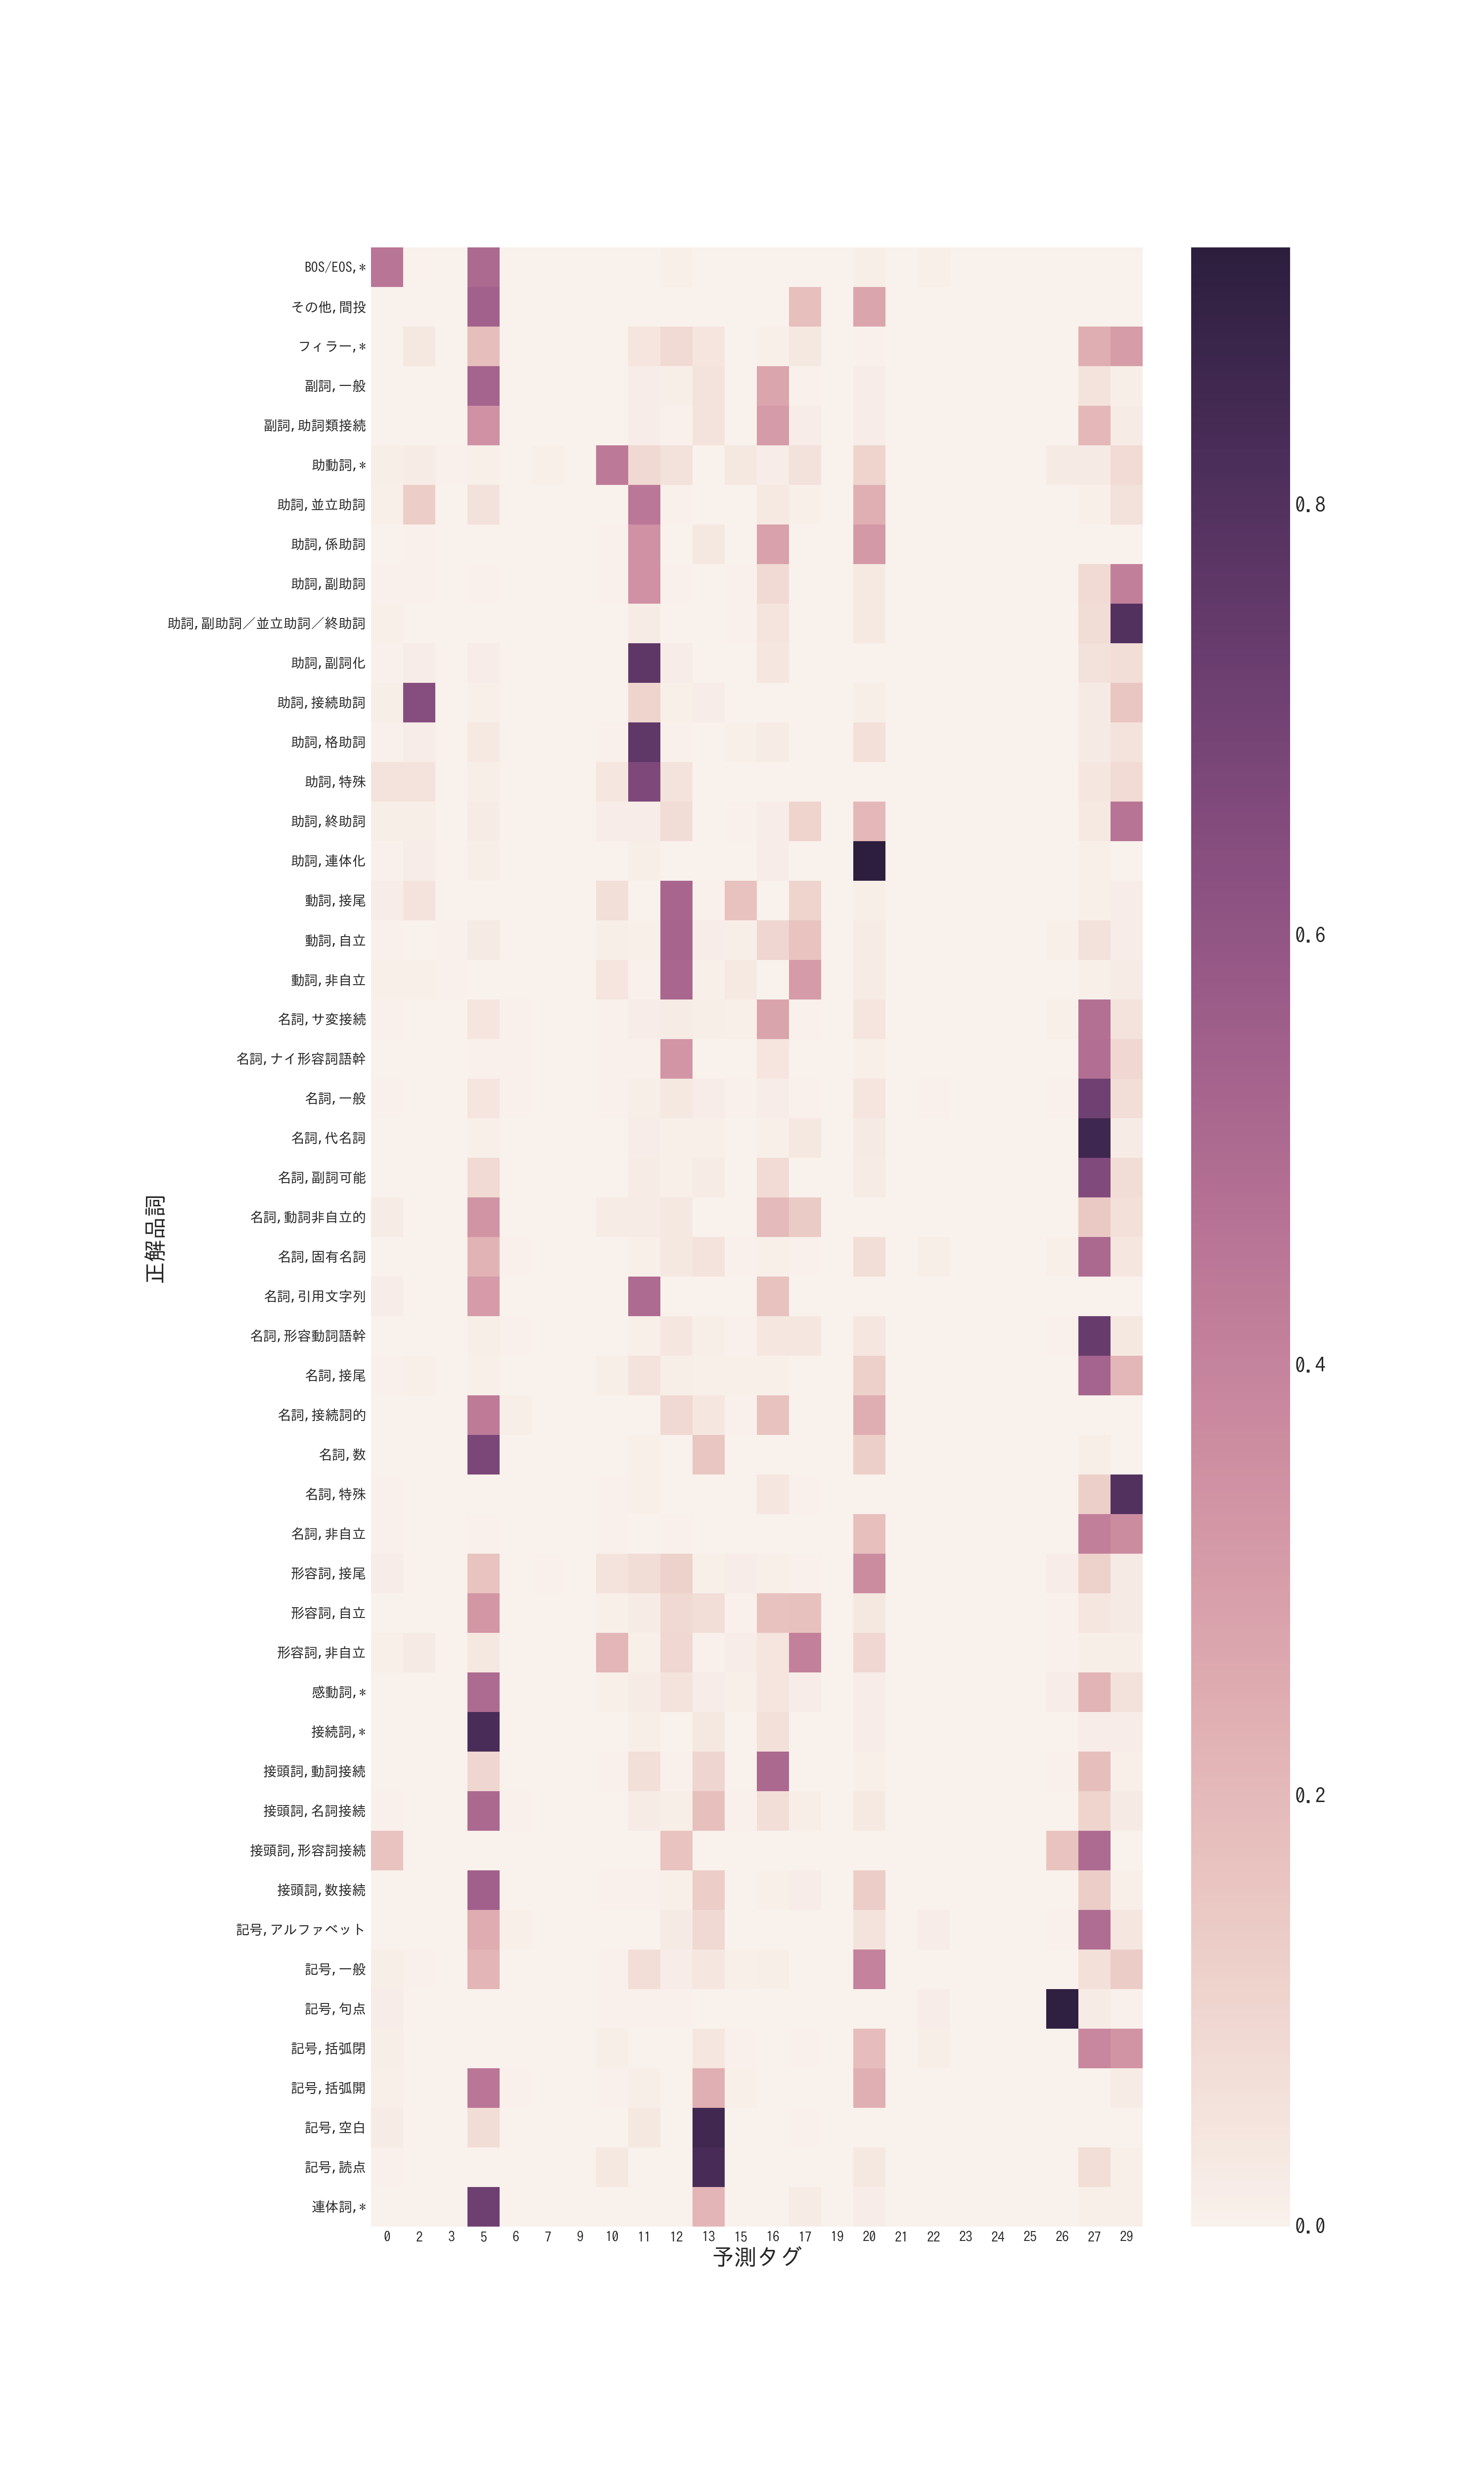 BOS/EOS,*
その他,間投
フィラー,*
副詞,一般
副詞,助詞類接続
助動詞,*
助詞,並立助詞
助詞,係助詞
助詞,副助詞
助詞,副助詞／並立助詞／終助詞
助詞,副詞化
助詞,接続助詞
助詞,格助詞
助詞,特殊
助詞,終助詞
助詞,連体化
動詞,接尾
動詞,自立
動詞,非自立
名詞,サ変接続
名詞,ナイ形容詞語幹
名詞,一般
名詞,代名詞
名詞,副詞可能
名詞,動詞非自立的
名詞,固有名詞
名詞,引用文字列
名詞,形容動詞語幹
名詞,接尾
名詞,接続詞的
名詞,数
名詞,特殊
名詞,非自立
形容詞,接尾
形容詞,自立
形容詞,非自立
感動詞,*
接続詞,*
接頭詞,動詞接続
接頭詞,名詞接続
接頭詞,形容詞接続
接頭詞,数接続
記号,アルファベット
記号,一般
記号,句点
記号,括弧閉
記号,括弧開
記号,空白
記号,読点
連体詞,*
正解品詞
0 2 3 5 6 7 9 10 11 12 13 15 16 17 19 20 21 22 23 24 25 26 27 29
予測タグ
0.8
0.6
0.4
0.2
0.0